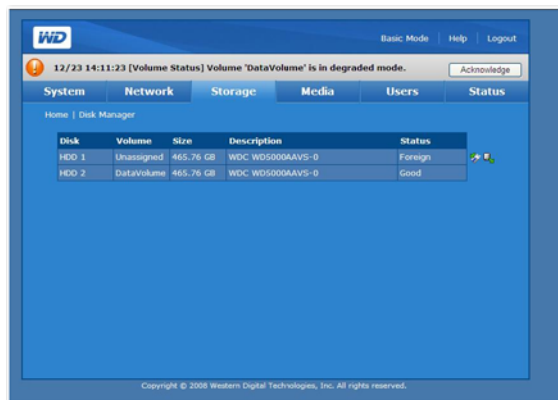 WD
Basic Mode | Help | Logout
12/23 14:11:23 [Volume Status] Volume 'DataVolume' is in degraded mode. Acknowledge
System Network Storage Media Users Status
Home | Disk Manager
Disk Volume Size Description Status
HDD 1 Unassigned 465.76 GB WDC WD5000AAVS-0 Foreign
HDD 2 DataVolume 465.76 GB WDC WD5000AAVS-0 Good
Copyright © 2008 Western Digital Technologies, Inc. All rights reserved.